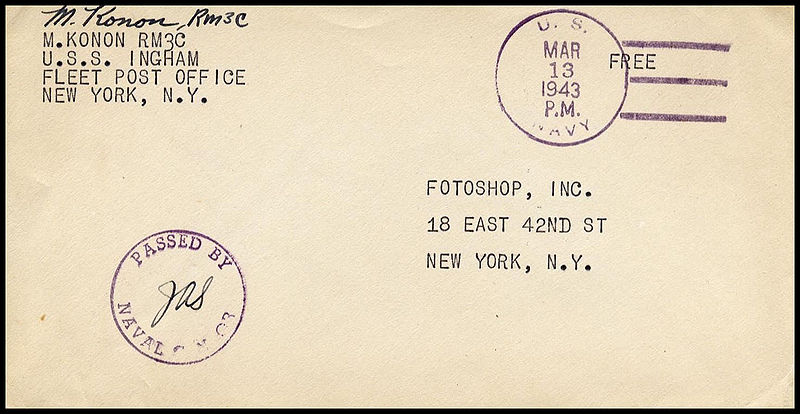 M. Konon, RM3C
M.KONON RM3C
U.S.S. INGHAM
FLEET POST OFFICE
NEW YORK, N.Y.
U. S.
MAR
13
1943
P.M.
NAVY
FREE
FOTOSHOP, INC.
18 EAST 42ND ST
NEW YORK, N.Y.
PASSED BY
JAS
NAVAL